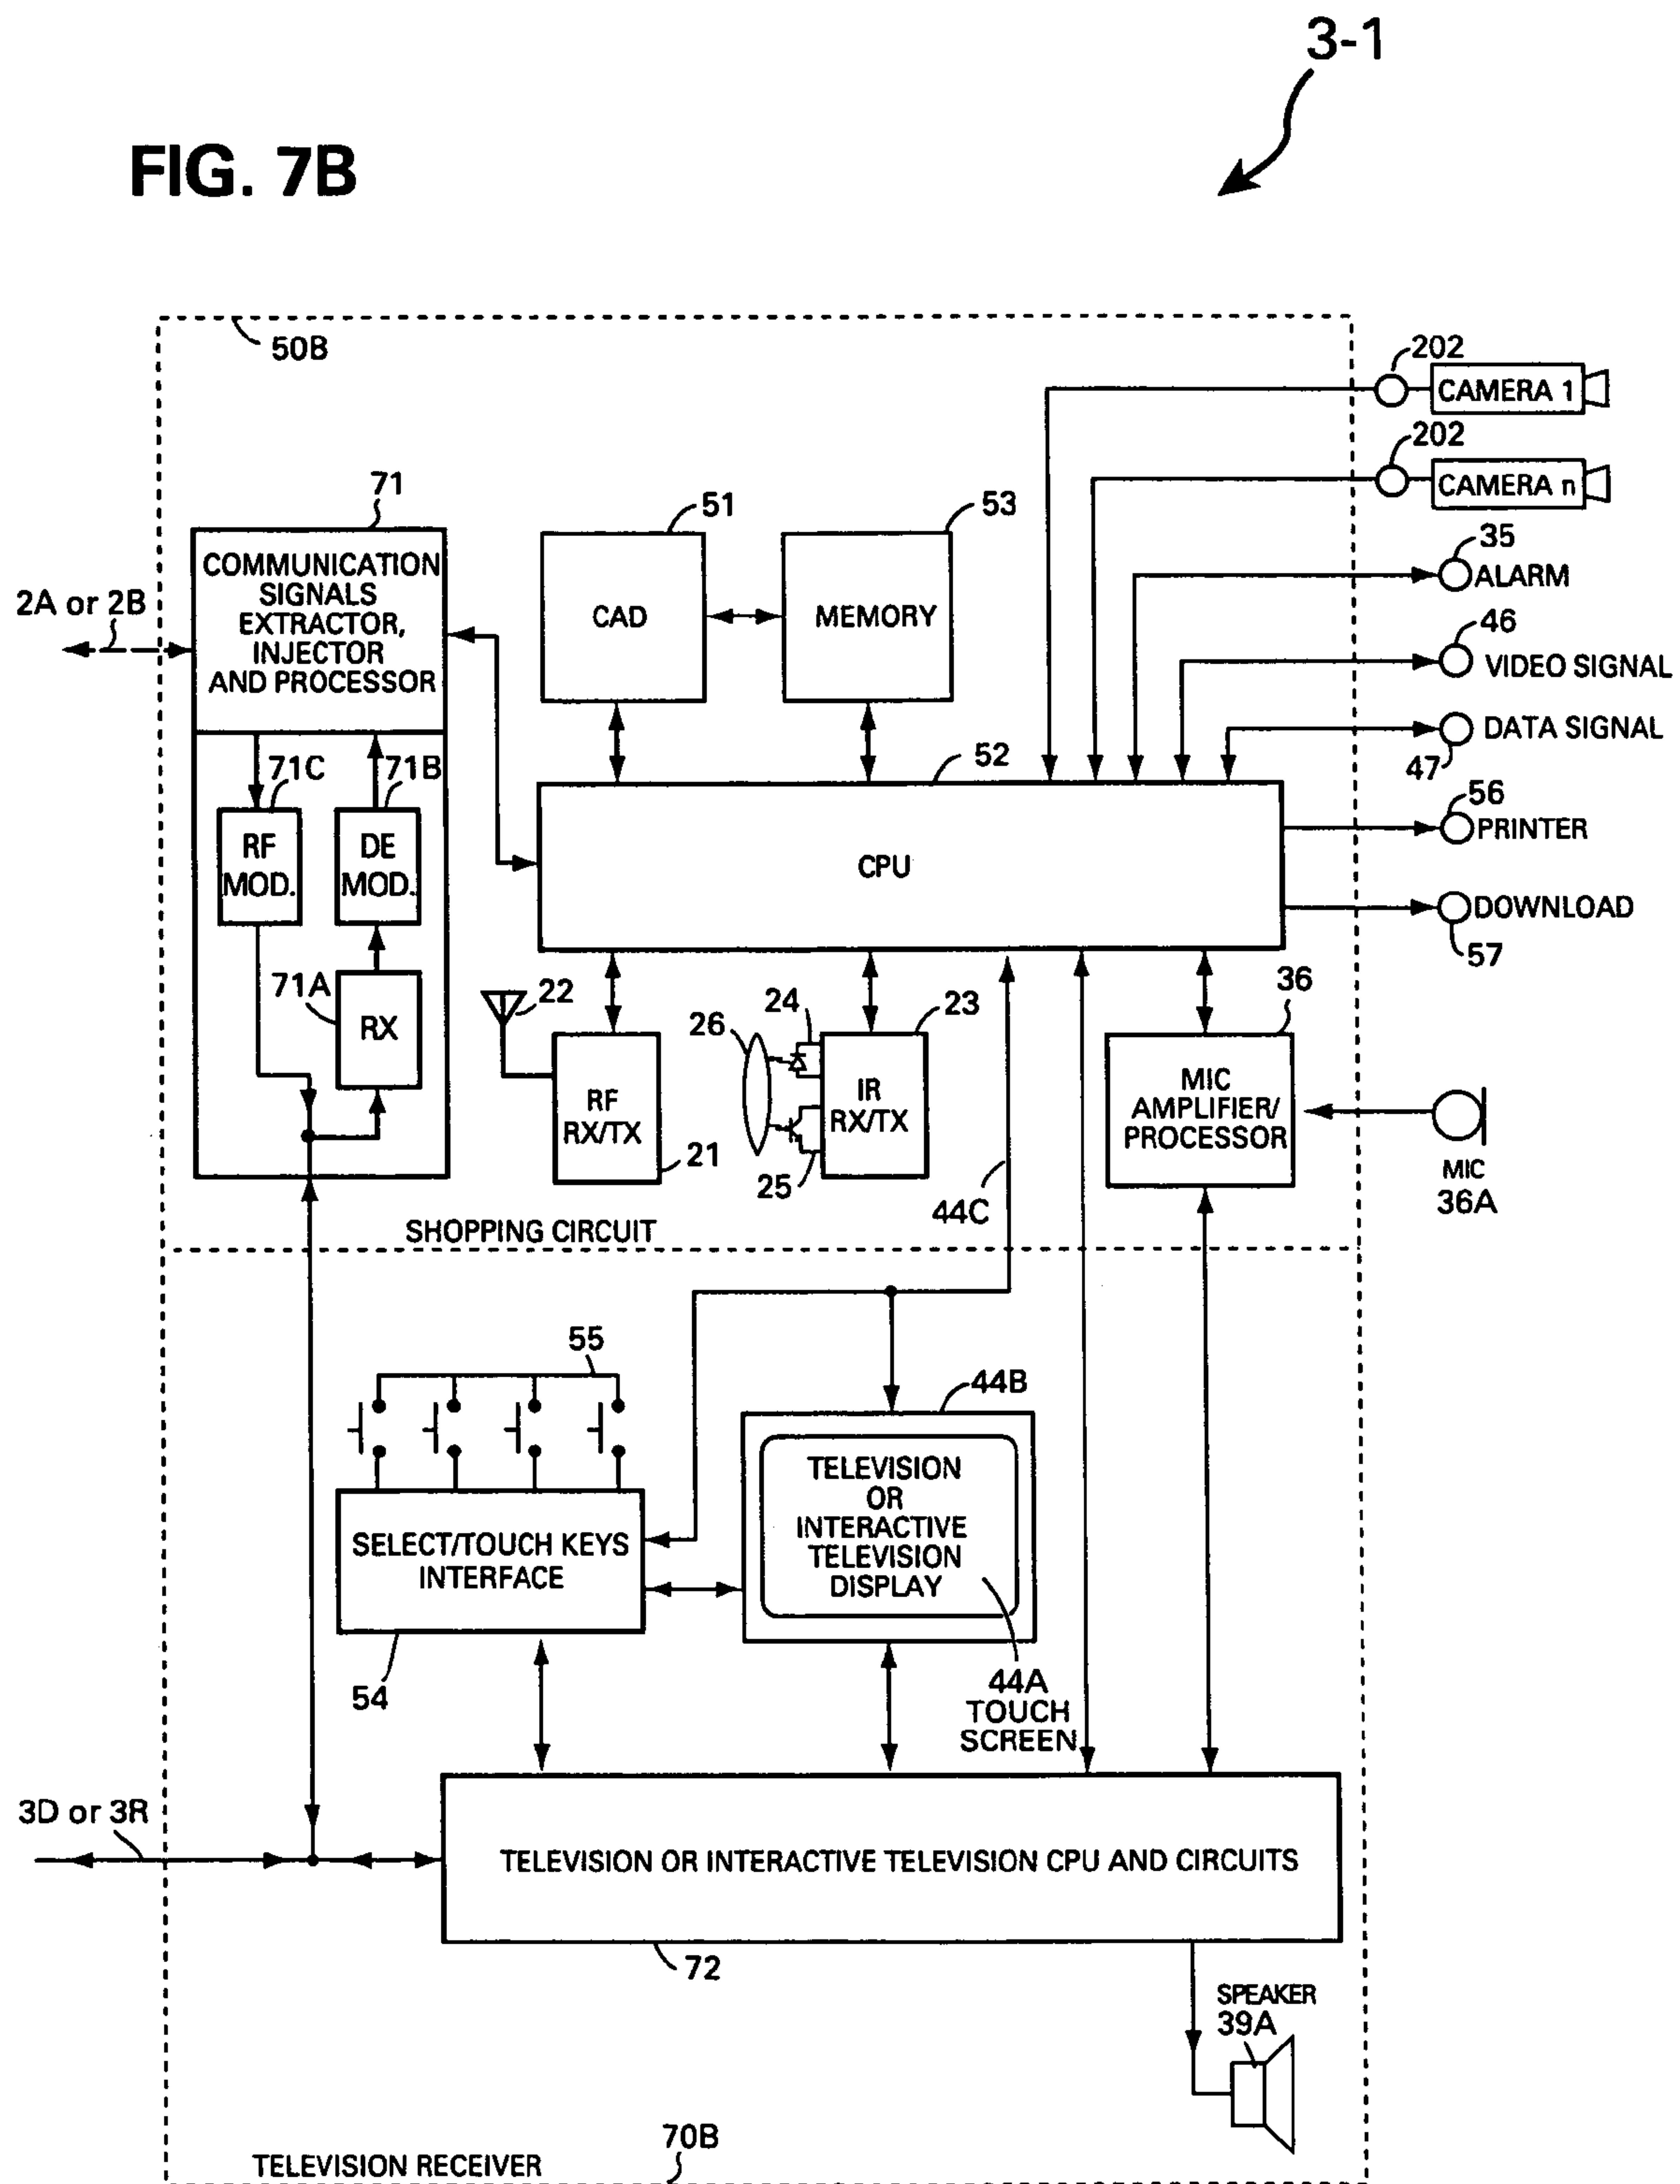 3-1
FIG. 7B
50B
202
CAMERA 1
202
CAMERA n
71
51
53
35
ALARM
COMMUNICATION
SIGNALS
EXTRACTOR,
INJECTOR
AND PROCESSOR
2A or 2B
CAD
MEMORY
46
VIDEO SIGNAL
DATA SIGNAL
47
52
71C
71B
56
PRINTER
RF
MOD.
DE
MOD.
CPU
DOWNLOAD
57
71A
RX
22
26
24
23
36
RF
RX/TX
21
IR
RX/TX
25
MIC
AMPLIFIER/
PROCESSOR
MIC
36A
44C
SHOPPING CIRCUIT
55
44B
TELEVISION
OR
INTERACTIVE
TELEVISION
DISPLAY
SELECT/TOUCH KEYS
INTERFACE
54
44A
TOUCH
SCREEN
3D or 3R
TELEVISION OR INTERACTIVE TELEVISION CPU AND CIRCUITS
72
SPEAKER
39A
70B
TELEVISION RECEIVER